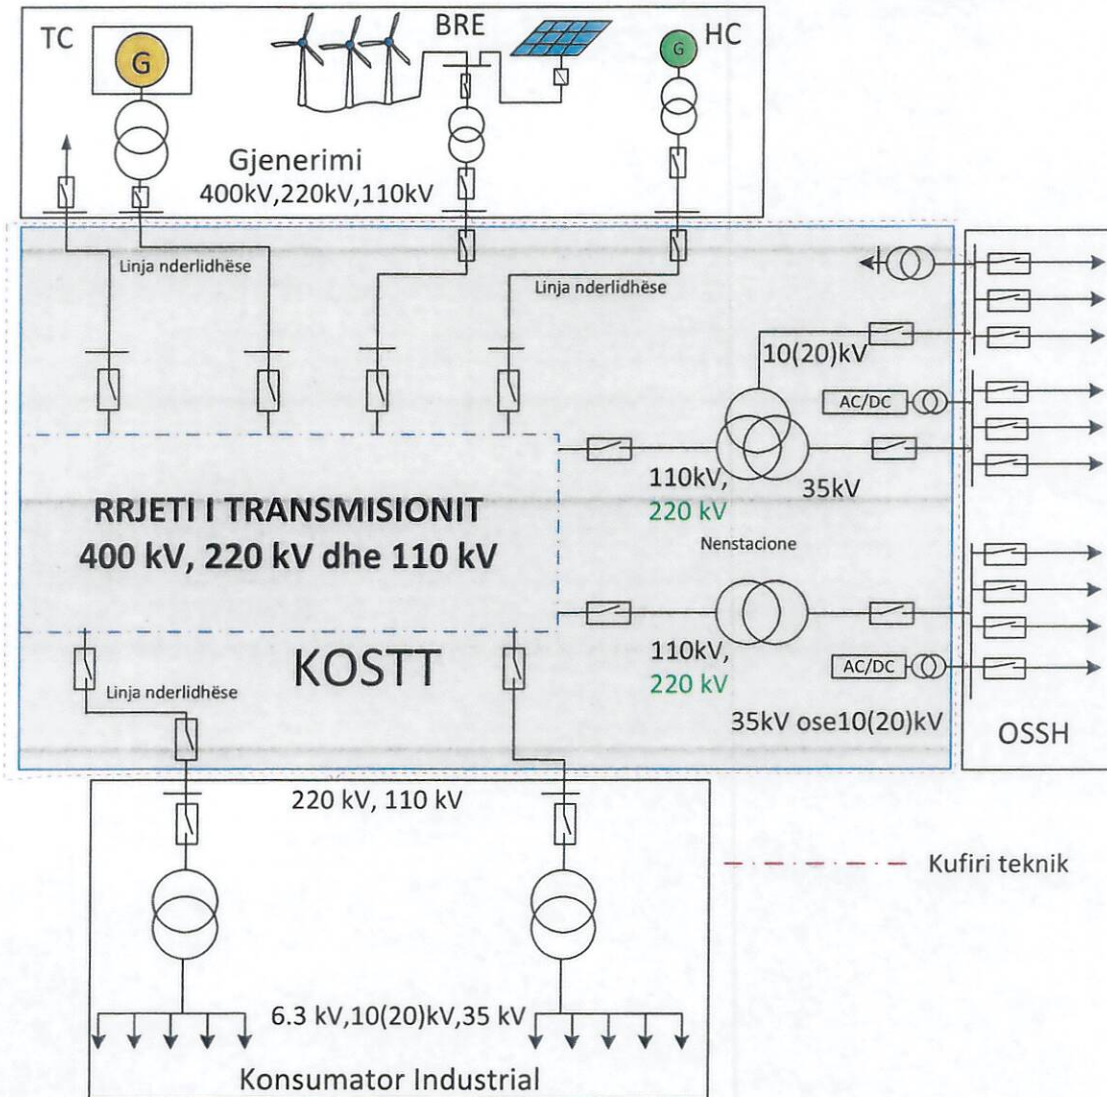 TC
G
BRE
G
HC
Gjenerimi
400kV,220kV,110kV
Linja nderlidhëse
Linja nderlidhëse
10(20)kV
AC/DC
110kV,
220 kV
35kV
RRJETI I TRANSMISIONIT
400 kV, 220 kV dhe 110 kV
Nenstacione
KOSTT
110kV,
220 kV
AC/DC
Linja nderlidhëse
35kV ose10(20)kV
OSSH
220 kV, 110 kV
Kufiri teknik
6.3 kV,10(20)kV,35 kV
Konsumator Industrial